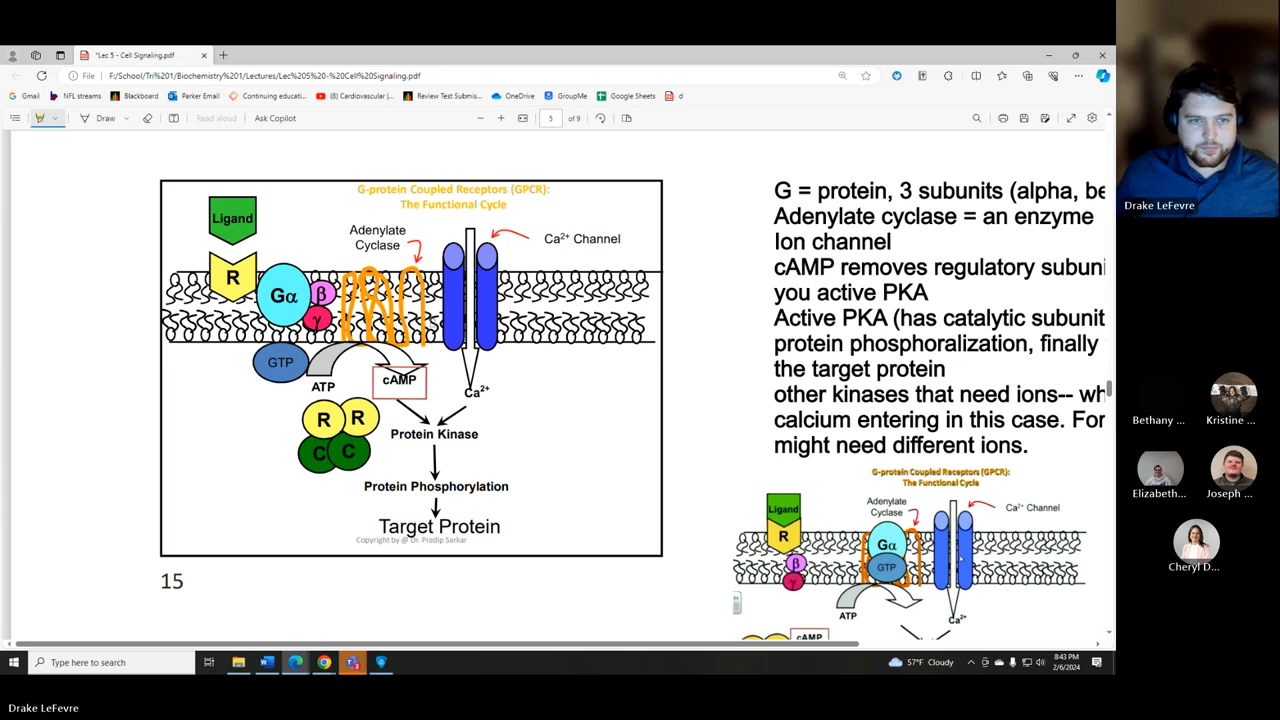 *Lec 5 - Cell Signaling.pdf
File
F:/School/Tri%201/Biochemistry%201/Lectures/Lec%205%20-%20Cell%20Signaling.pdf
Gmail
NFL streams
Blackboard
Parker Email
Continuing educati...
(8) Cardiovascular |...
Review Test Submis...
OneDrive
GroupMe
Google Sheets
d
Draw
Read aloud
Ask Copilot
5
of 9
G-protein Coupled Receptors (GPCR):
The Functional Cycle
Ligand
R
Adenylate
Cyclase
Ca²⁺ Channel
Gα
β
γ
GTP
ATP
cAMP
Ca²⁺
R
R
C
C
Protein Kinase
Protein Phosphorylation
Target Protein
Copyright by @ Dr. Pradip Sarkar
15
G = protein, 3 subunits (alpha, be
Adenylate cyclase = an enzyme
Ion channel
cAMP removes regulatory subuni
you active PKA
Active PKA (has catalytic subunit
protein phosphoralization, finally
the target protein
other kinases that need ions-- wh
calcium entering in this case. For
might need different ions.
G-protein Coupled Receptors (GPCR):
The Functional Cycle
Ligand
R
Adenylate
Cyclase
Ca²⁺ Channel
Gα
GTP
β
γ
ATP
Ca²⁺
cAMP
Type here to search
57°F Cloudy
8:43 PM
2/6/2024
Drake LeFevre
Bethany ...
Kristine ...
Elizabeth...
Joseph ...
Cheryl D...
Drake LeFevre